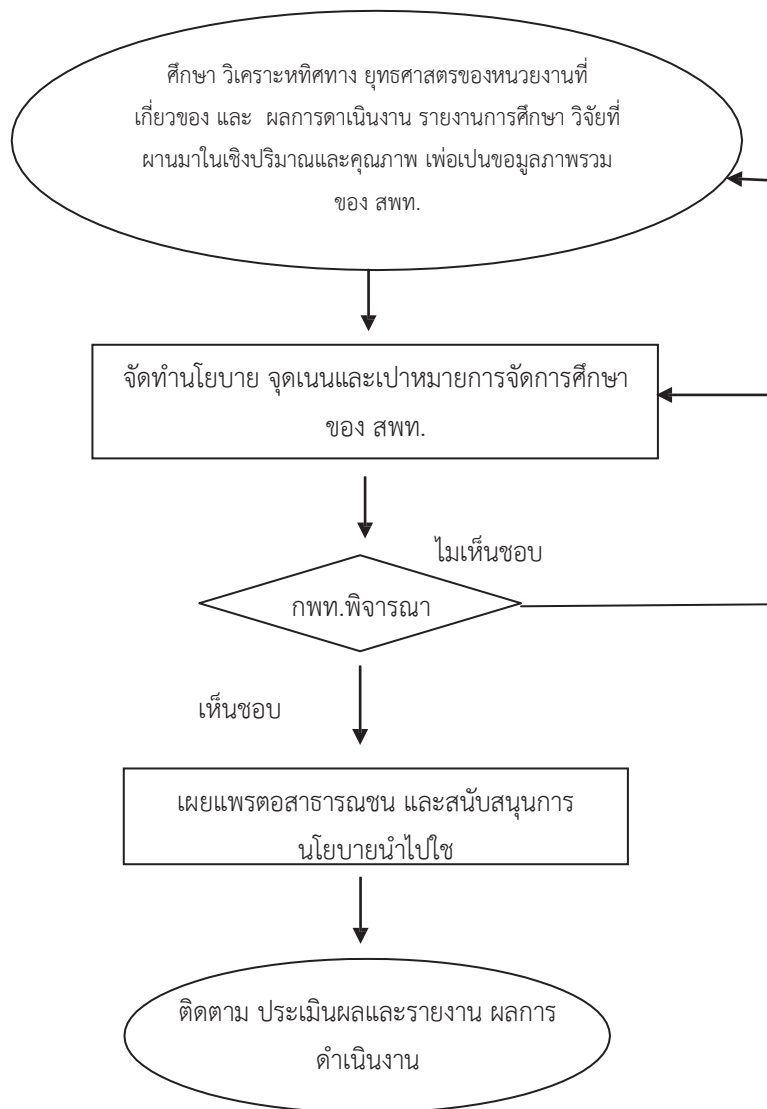 ศึกษา วิเคราะหทิศทาง ยุทธศาสตรของหนวยงานที่
เกี่ยวของ และ ผลการดาเนินงาน รายงานการศึกษา วิจัยที่
ผานมาในเชิงปริมาณและคุณภาพ เพ่อเปนขอมูลภาพรวม
ของ สพท.
จัดทำนโยบาย จุดเนนและเปาหมายการจัดการศึกษา
ของ สพท.
ไมเห็นชอบ
กพท.พิจารณา
เห็นชอบ
เผยแพรตอสาธารณชน และสนับสนุนการ
นโยบายนำไปใช
ติดตาม ประเมินผลและรายงาน ผลการ
ดำเนินงาน